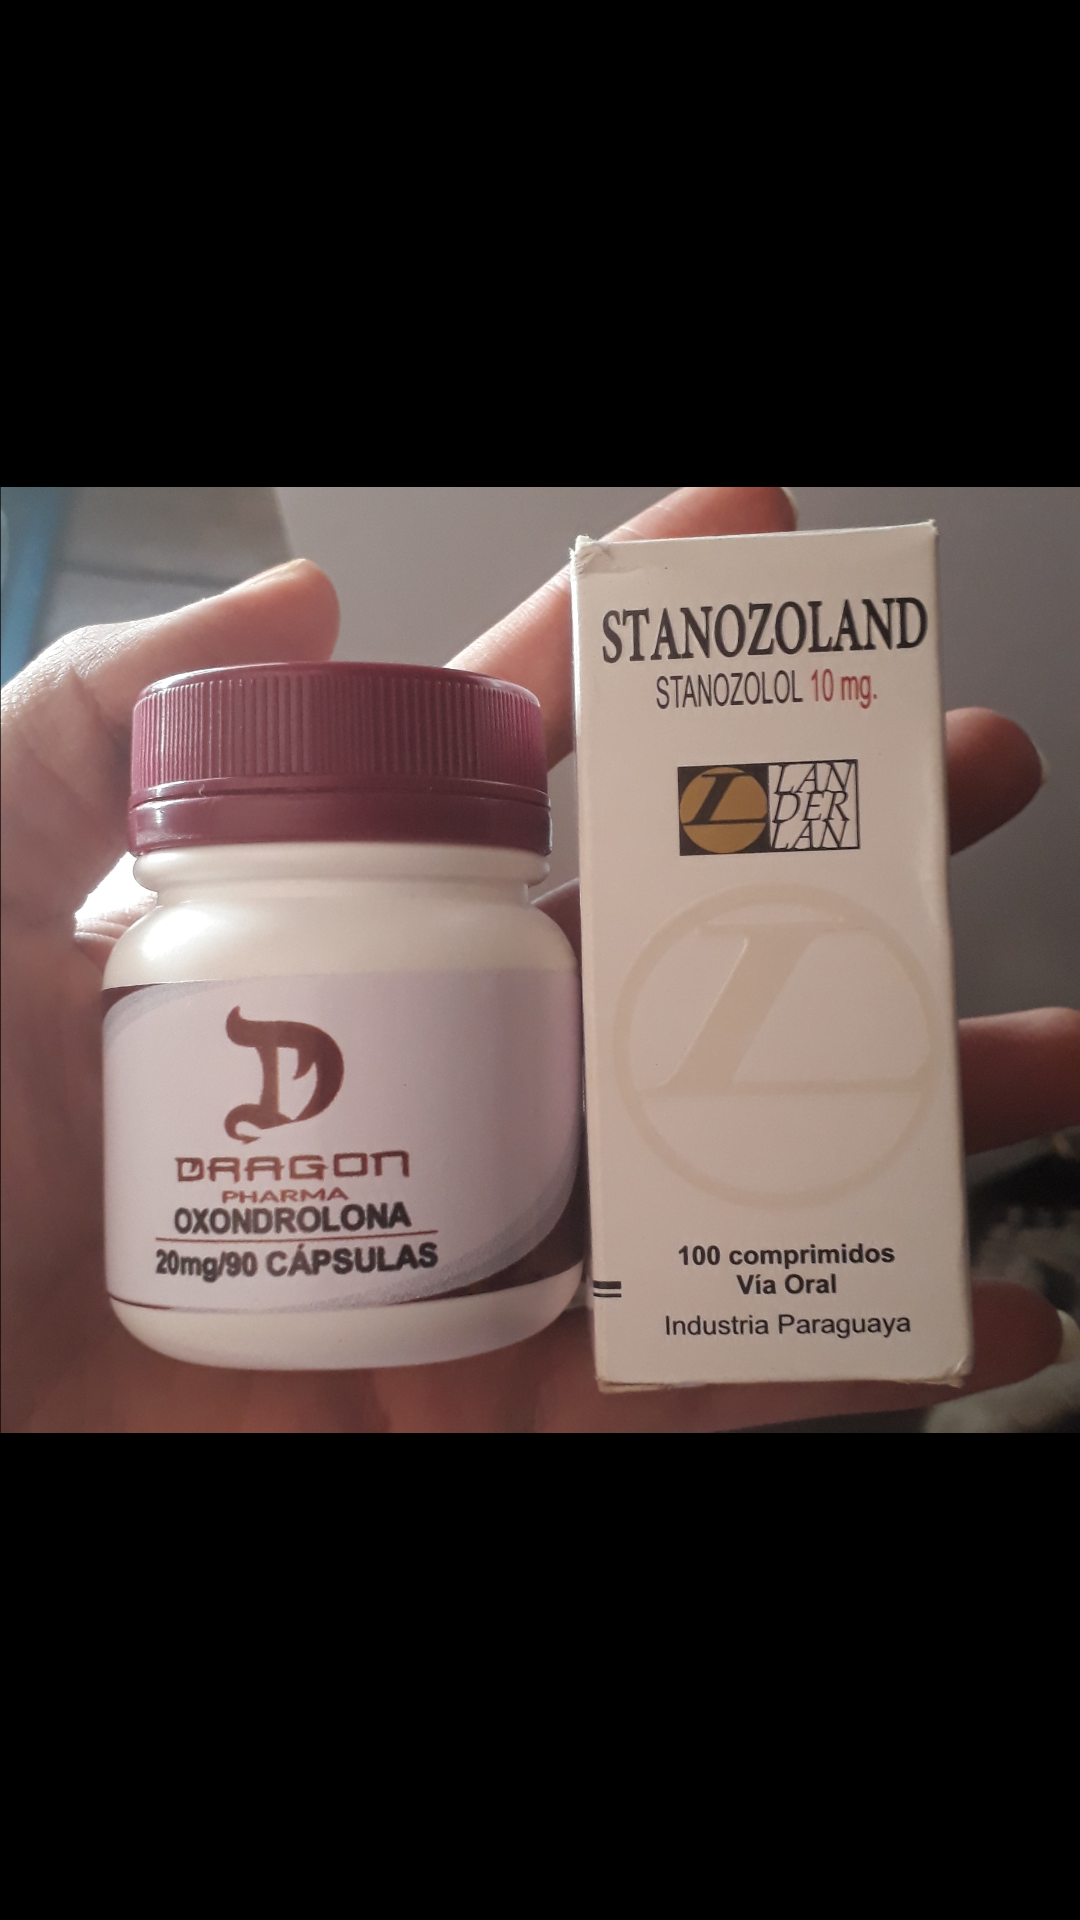 DRAGON
PHARMA
OXONDROLONA
20mg/90 CÁPSULAS
STANOZOLAND
STANOZOLOL 10 mg.
LAN
DER
LAN
100 comprimidos
Vía Oral
Industria Paraguaya